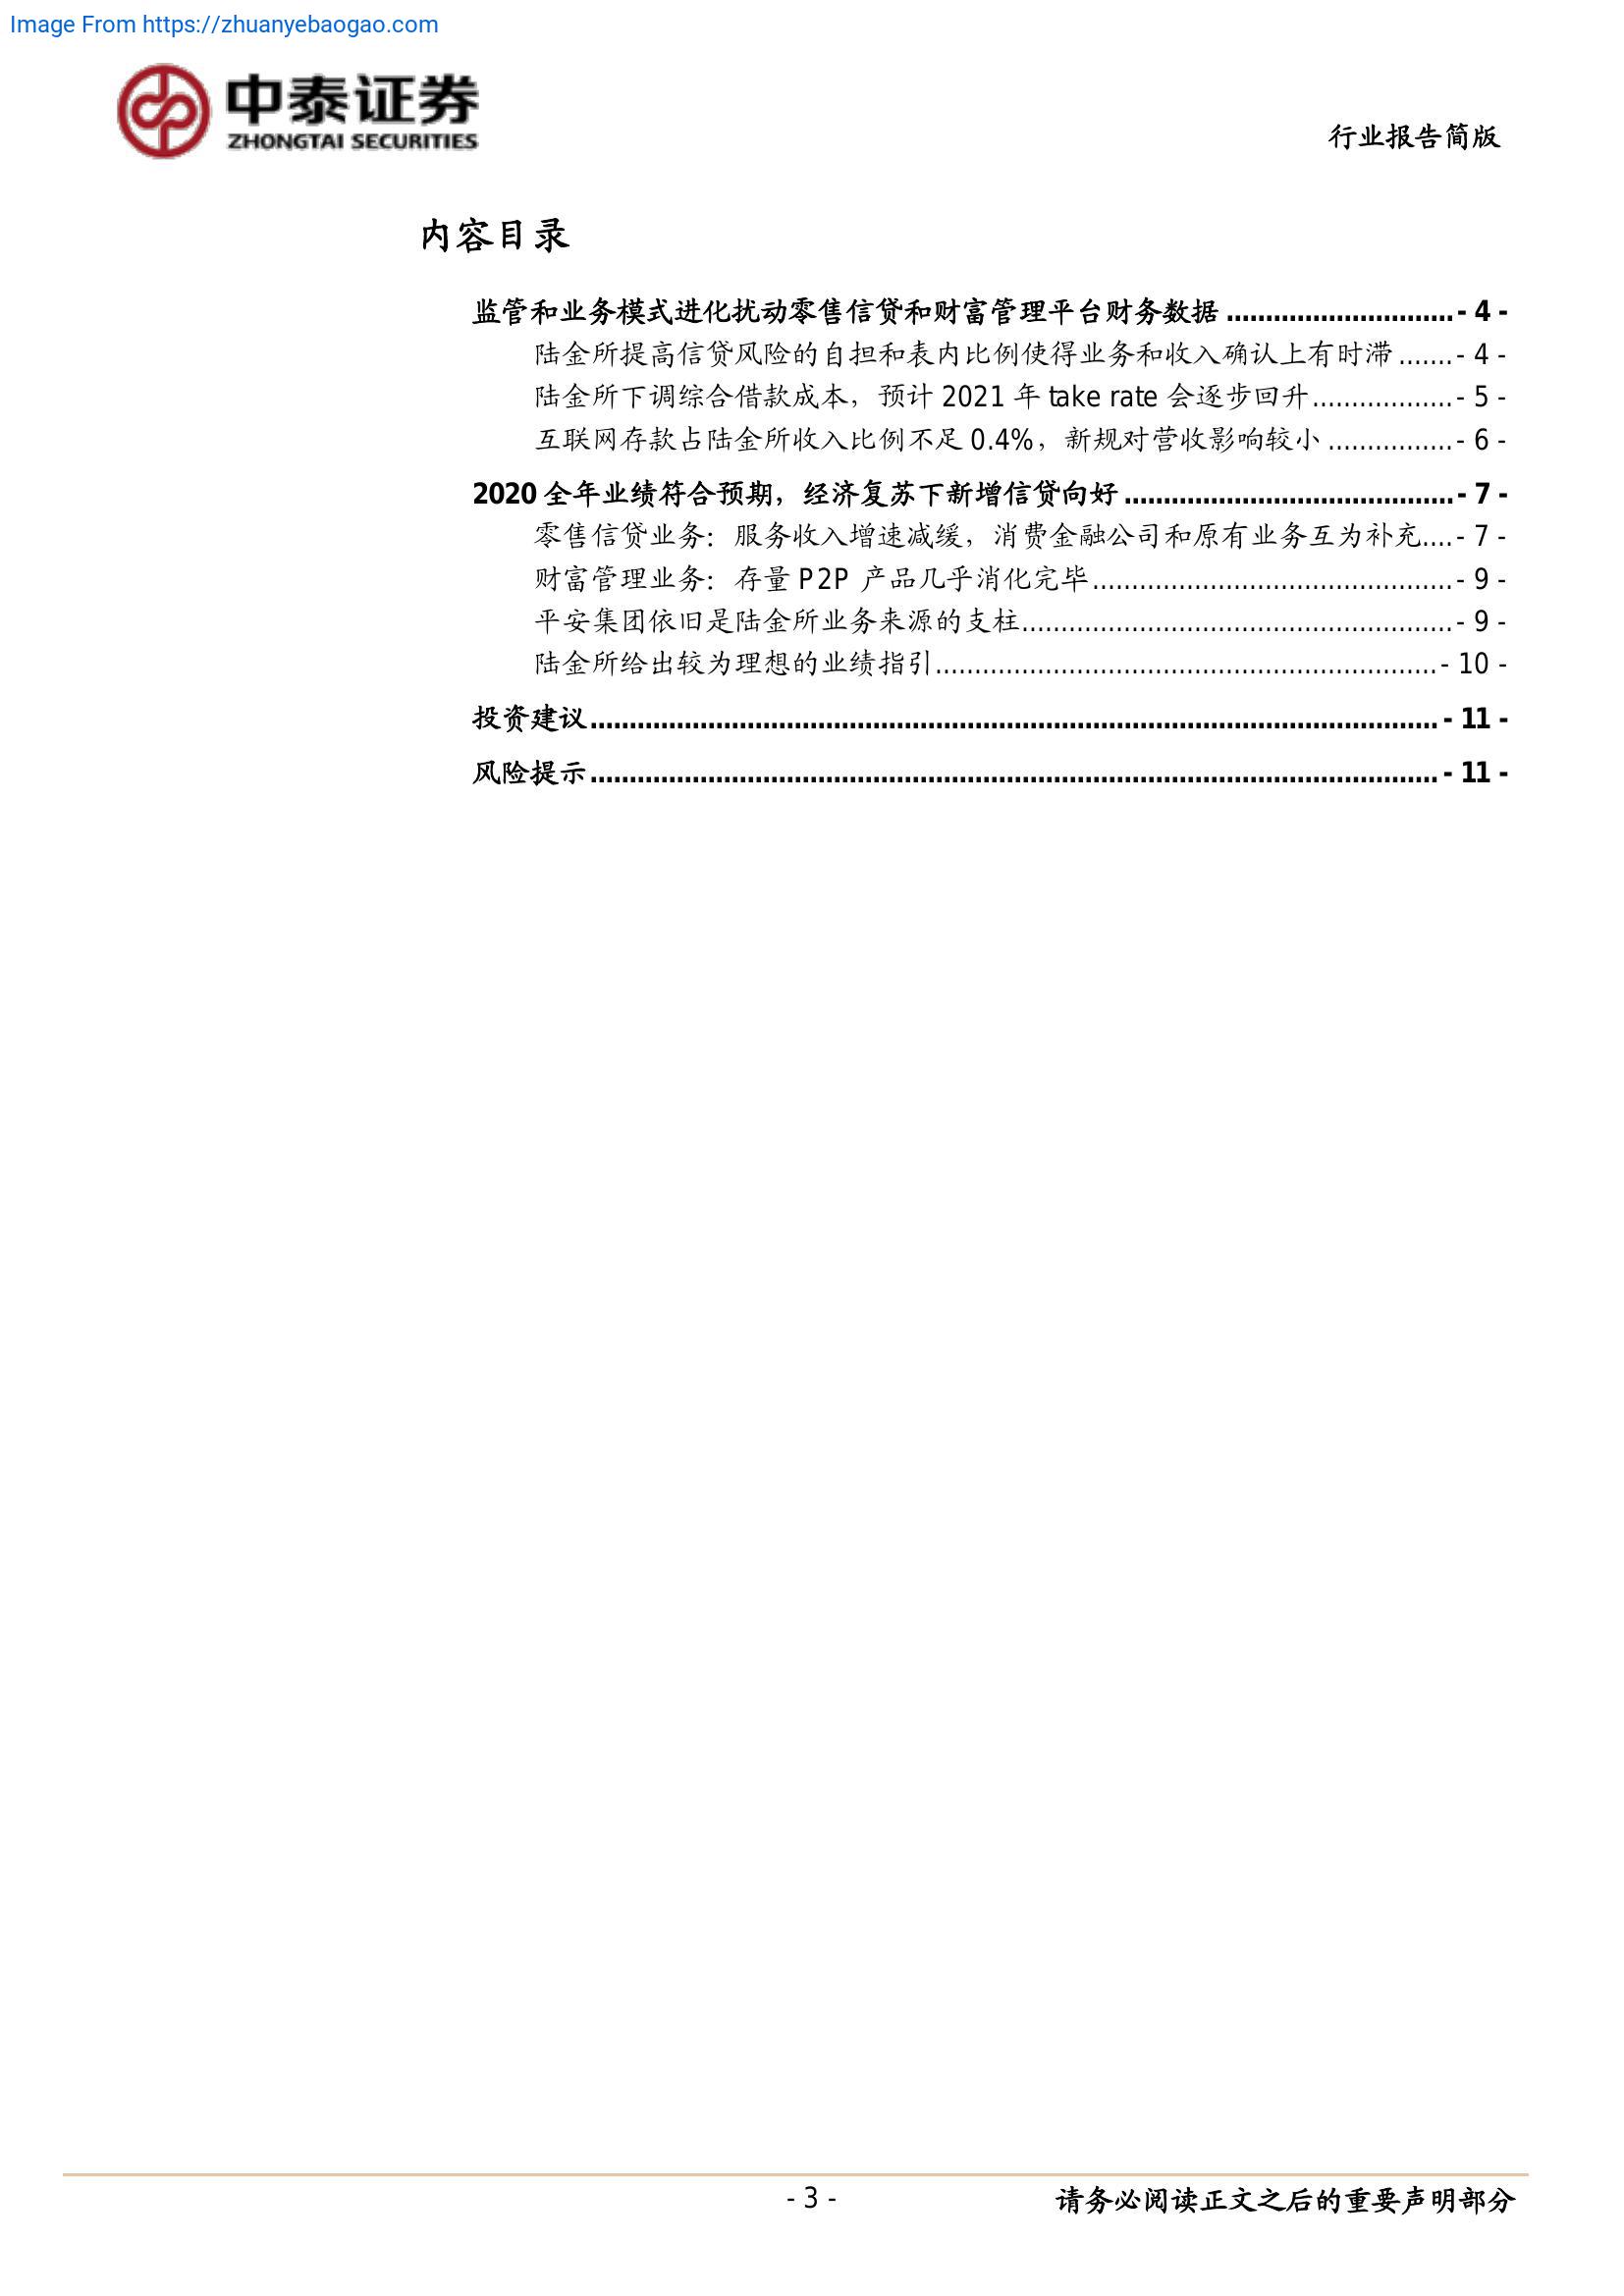 Image From https://zhuanyebaogao.com
中泰证券
ZHONGTAI SECURITIES
行业报告简版
内容目录
监管和业务模式进化扰动零售信贷和财富管理平台财务数据 ............................. - 4 -
陆金所提高信贷风险的自担和表内比例使得业务和收入确认上有时滞 ....... - 4 -
陆金所下调综合借款成本，预计 2021 年 take rate 会逐步回升.................. - 5 -
互联网存款占陆金所收入比例不足 0.4%，新规对营收影响较小 ................ - 6 -
2020 全年业绩符合预期，经济复苏下新增信贷向好 .......................................... - 7 -
零售信贷业务：服务收入增速减缓，消费金融公司和原有业务互为补充.... - 7 -
财富管理业务：存量 P2P 产品几乎消化完毕.............................................. - 9 -
平安集团依旧是陆金所业务来源的支柱....................................................... - 9 -
陆金所给出较为理想的业绩指引................................................................ - 10 -
投资建议............................................................................................................ - 11 -
风险提示............................................................................................................ - 11 -
- 3 -
请务必阅读正文之后的重要声明部分